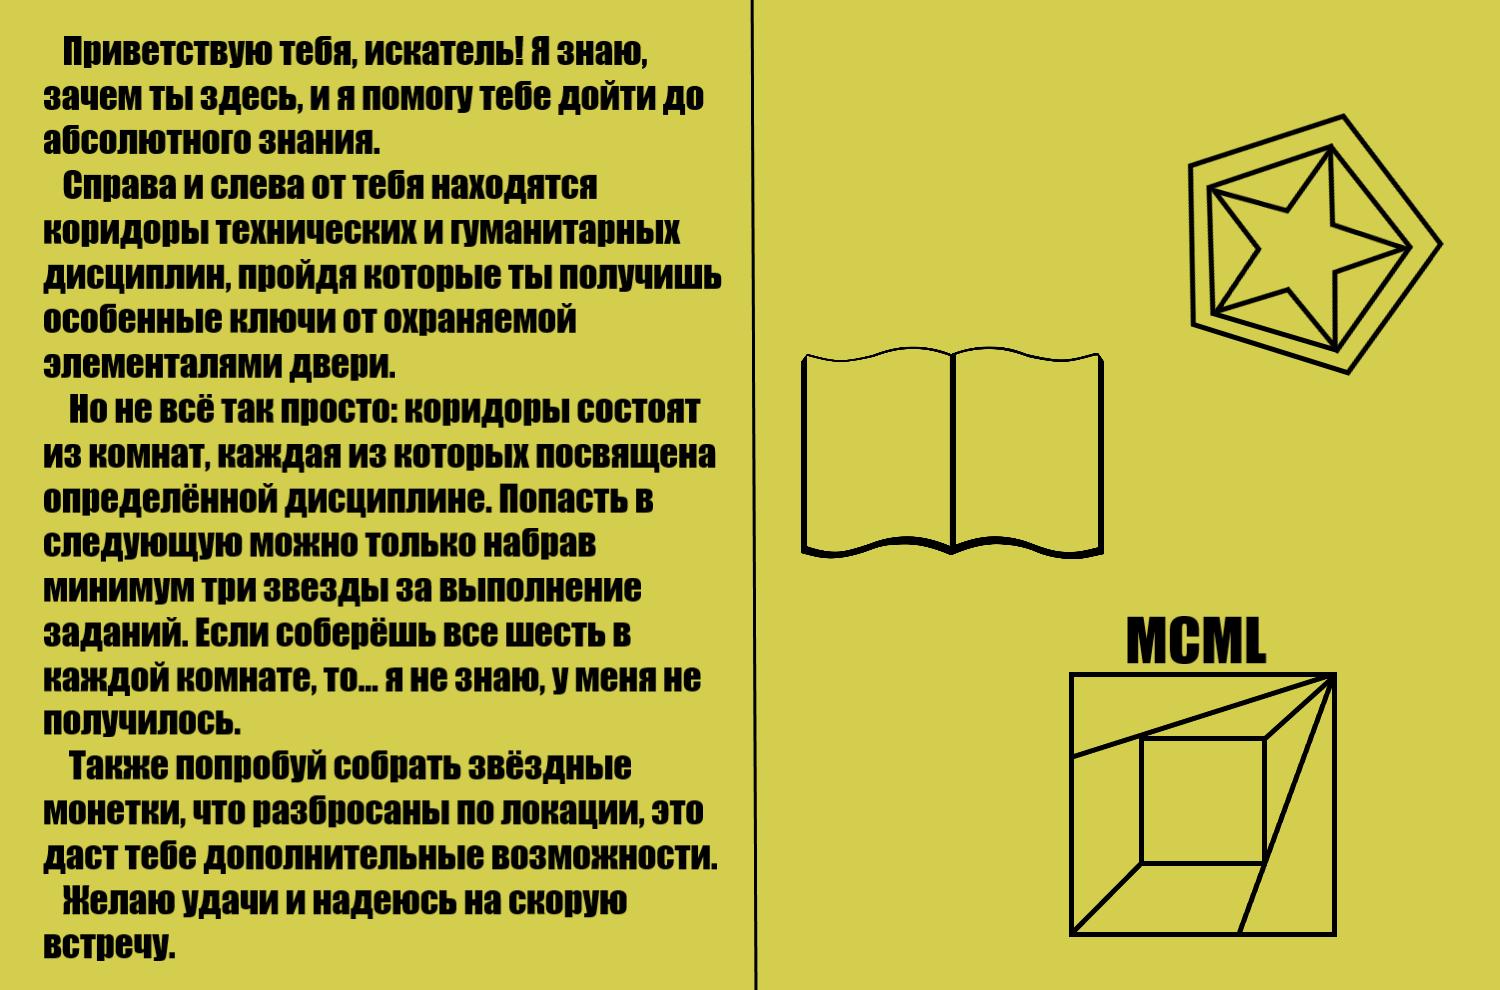 Приветствую тебя, искатель! Я знаю,
зачем ты здесь, и я помогу тебе дойти до
абсолютного знания.
Справа и слева от тебя находятся
коридоры технических и гуманитарных
дисциплин, пройдя которые ты получишь
особенные ключи от охраняемой
элементалями двери.
Но не всё так просто: коридоры состоят
из комнат, каждая из которых посвящена
определённой дисциплине. Попасть в
следующую можно только набрав
минимум три звезды за выполнение
заданий. Если соберёшь все шесть в
каждой комнате, то... я не знаю, у меня не
получилось.
Также попробуй собрать звёздные
монетки, что разбросаны по локации, это
даст тебе дополнительные возможности.
Желаю удачи и надеюсь на скорую
встречу.
MCML